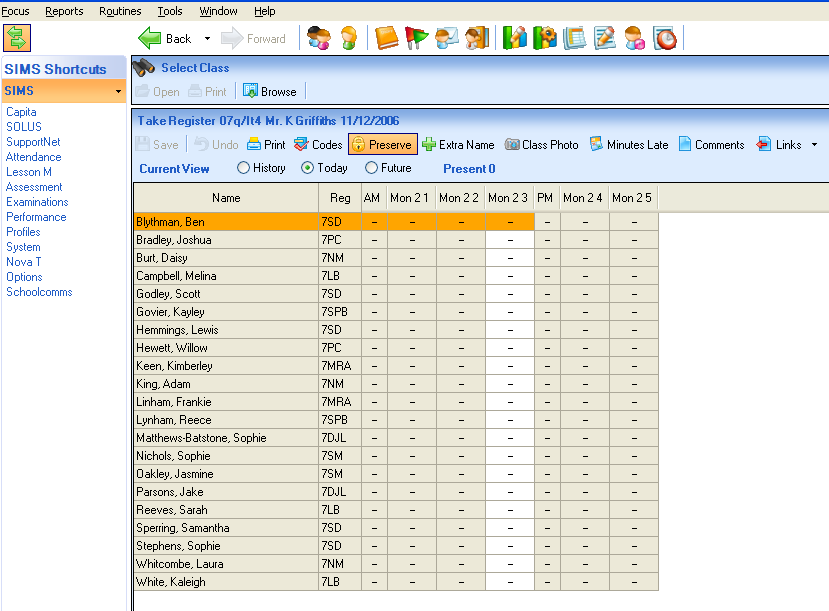 Focus Reports Routines Tools Window Help
Back Forward
SIMS Shortcuts
SIMS
Capita
SOLUS
SupportNet
Attendance
Lesson M
Assessment
Examinations
Performance
Profiles
System
Nova T
Options
Schoolcomms
Select Class
Open Print Browse
Take Register 07q/It4 Mr. K Griffiths 11/12/2006
Save Undo Print Codes Preserve Extra Name Class Photo Minutes Late Comments Links
Current View History Today Future Present 0
Name Reg AM Mon 2 1 Mon 2 2 Mon 2 3 PM Mon 2 4 Mon 2 5
Blythman, Ben 7SD - - - - - - -
Bradley, Joshua 7PC - - - - - - -
Burt, Daisy 7NM - - - - - - -
Campbell, Melina 7LB - - - - - - -
Godley, Scott 7SD - - - - - - -
Govier, Kayley 7SPB - - - - - - -
Hemmings, Lewis 7SD - - - - - - -
Hewett, Willow 7PC - - - - - - -
Keen, Kimberley 7MRA - - - - - - -
King, Adam 7NM - - - - - - -
Linham, Frankie 7MRA - - - - - - -
Lynham, Reece 7SPB - - - - - - -
Matthews-Batstone, Sophie 7DJL - - - - - - -
Nichols, Sophie 7SM - - - - - - -
Oakley, Jasmine 7SM - - - - - - -
Parsons, Jake 7DJL - - - - - - -
Reeves, Sarah 7LB - - - - - - -
Sperring, Samantha 7SD - - - - - - -
Stephens, Sophie 7SD - - - - - - -
Whitcombe, Laura 7NM - - - - - - -
White, Kaleigh 7LB - - - - - - -